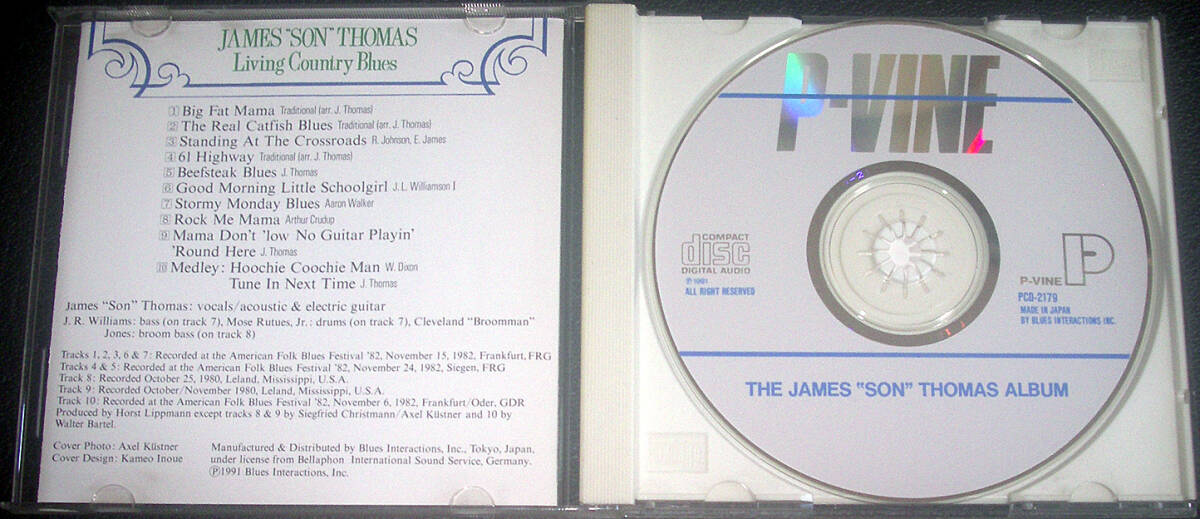 JAMES "SON" THOMAS
Living Country Blues
1 Big Fat Mama Traditional (arr. J. Thomas)
2 The Real Catfish Blues Traditional (arr. J. Thomas)
3 Standing At The Crossroads R. Johnson, E. James
4 61 Highway Traditional (arr. J. Thomas)
5 Beefsteak Blues J. Thomas
6 Good Morning Little Schoolgirl J.L. Williamson I
7 Stormy Monday Blues Aaron Walker
8 Rock Me Mama Arthur Crudup
9 Mama Don't 'low No Guitar Playin'
'Round Here J. Thomas
10 Medley: Hoochie Coochie Man W. Dixon
Tune In Next Time J. Thomas
James "Son" Thomas: vocals/acoustic & electric guitar
J. R. Williams: bass (on track 7), Mose Rutues, Jr.: drums (on track 7), Cleveland "Broomman"
Jones: broom bass (on track 8)
Tracks 1, 2, 3, 6 & 7: Recorded at the American Folk Blues Festival '82, November 15, 1982, Frankfurt, FRG
Tracks 4 & 5: Recorded at the American Folk Blues Festival '82, November 24, 1982, Siegen, FRG
Track 8: Recorded October 25, 1980, Leland, Mississippi, U.S.A.
Track 9: Recorded October/November 1980, Leland, Mississippi, U.S.A.
Track 10: Recorded at the American Folk Blues Festival '82, November 6, 1982, Frankfurt/Oder, GDR
Produced by Horst Lippmann except tracks 8 & 9 by Siegfried Christmann/Axel Küstner and 10 by
Walter Bartel.
Cover Photo: Axel Küstner
Cover Design: Kameo Inoue
Manufactured & Distributed by Blues Interactions, Inc., Tokyo, Japan,
under license from Bellaphon International Sound Service, Germany.
Ⓟ1991 Blues Interactions, Inc.
P-VINE
COMPACT
disc
DIGITAL AUDIO
Ⓟ 1991
ALL RIGHT RESERVED
P-VINE
PCD-2179
MADE IN JAPAN
BY BLUES INTERACTIONS INC.
THE JAMES "SON" THOMAS ALBUM